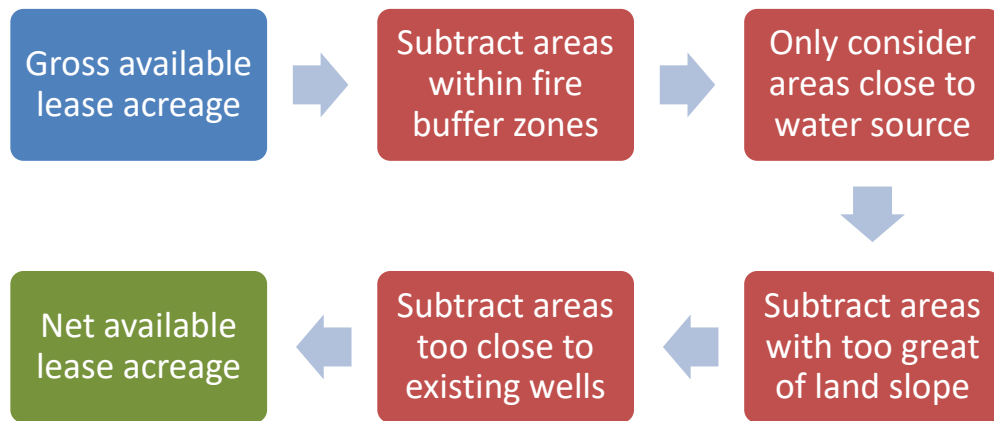 Gross available
lease acreage
Subtract areas
within fire
buffer zones
Only consider
areas close to
water source
Subtract areas
with too great
of land slope
Subtract areas
too close to
existing wells
Net available
lease acreage